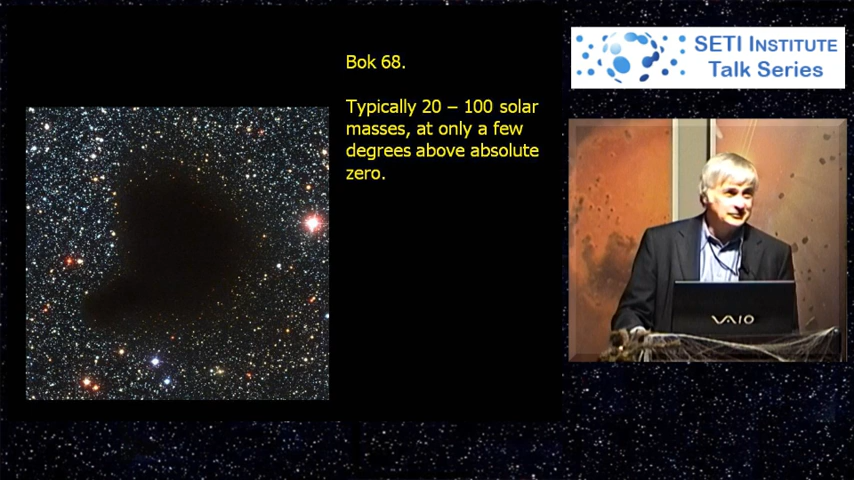 Bok 68.
Typically 20 – 100 solar
masses, at only a few
degrees above absolute
zero.
SETI INSTITUTE
Talk Series
VAIO